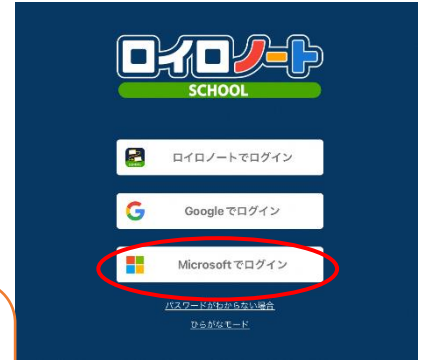 ロイロノート
SCHOOL
ロイロノートでログイン
Googleでログイン
Microsoftでログイン
パスワードがわからない場合
ひらがなモード